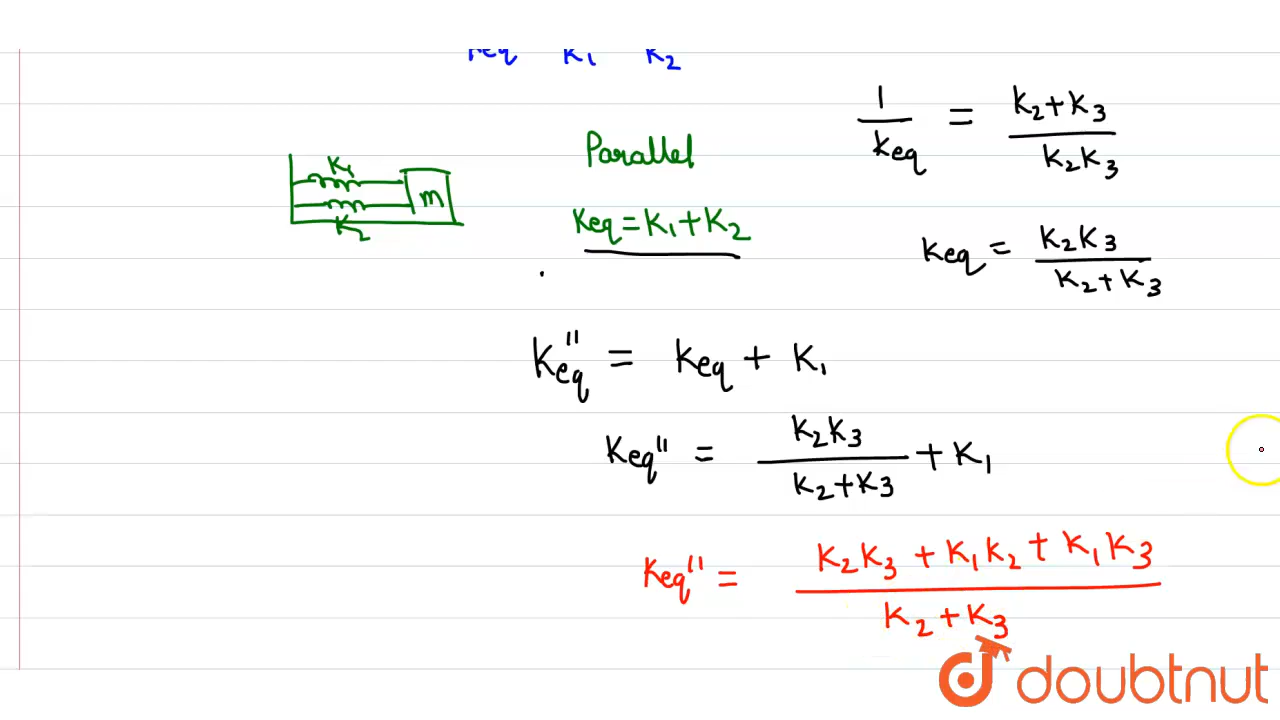 Keq K1 K2
1/Keq = K2+K3/K2K3
Parallel
K1
m
K2
Keq = K1+K2
Keq = K2K3/K2+K3
Keq'' = Keq + K1
Keq'' = K2K3/K2+K3 + K1
Keq'' = K2K3 + K1K2 + K1K3/K2+K3
doubtnut